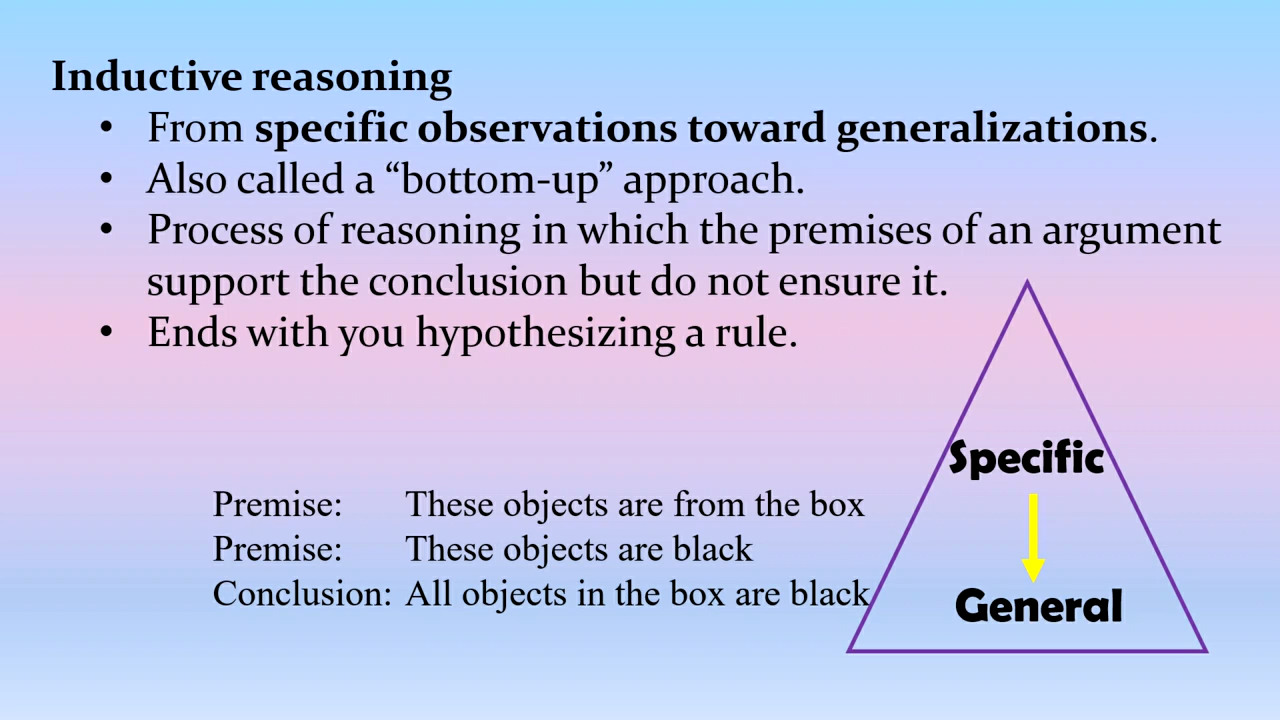 Inductive reasoning
• From specific observations toward generalizations.
• Also called a “bottom-up” approach.
• Process of reasoning in which the premises of an argument
support the conclusion but do not ensure it.
• Ends with you hypothesizing a rule.
Premise: These objects are from the box
Premise: These objects are black
Conclusion: All objects in the box are black
Specific
General